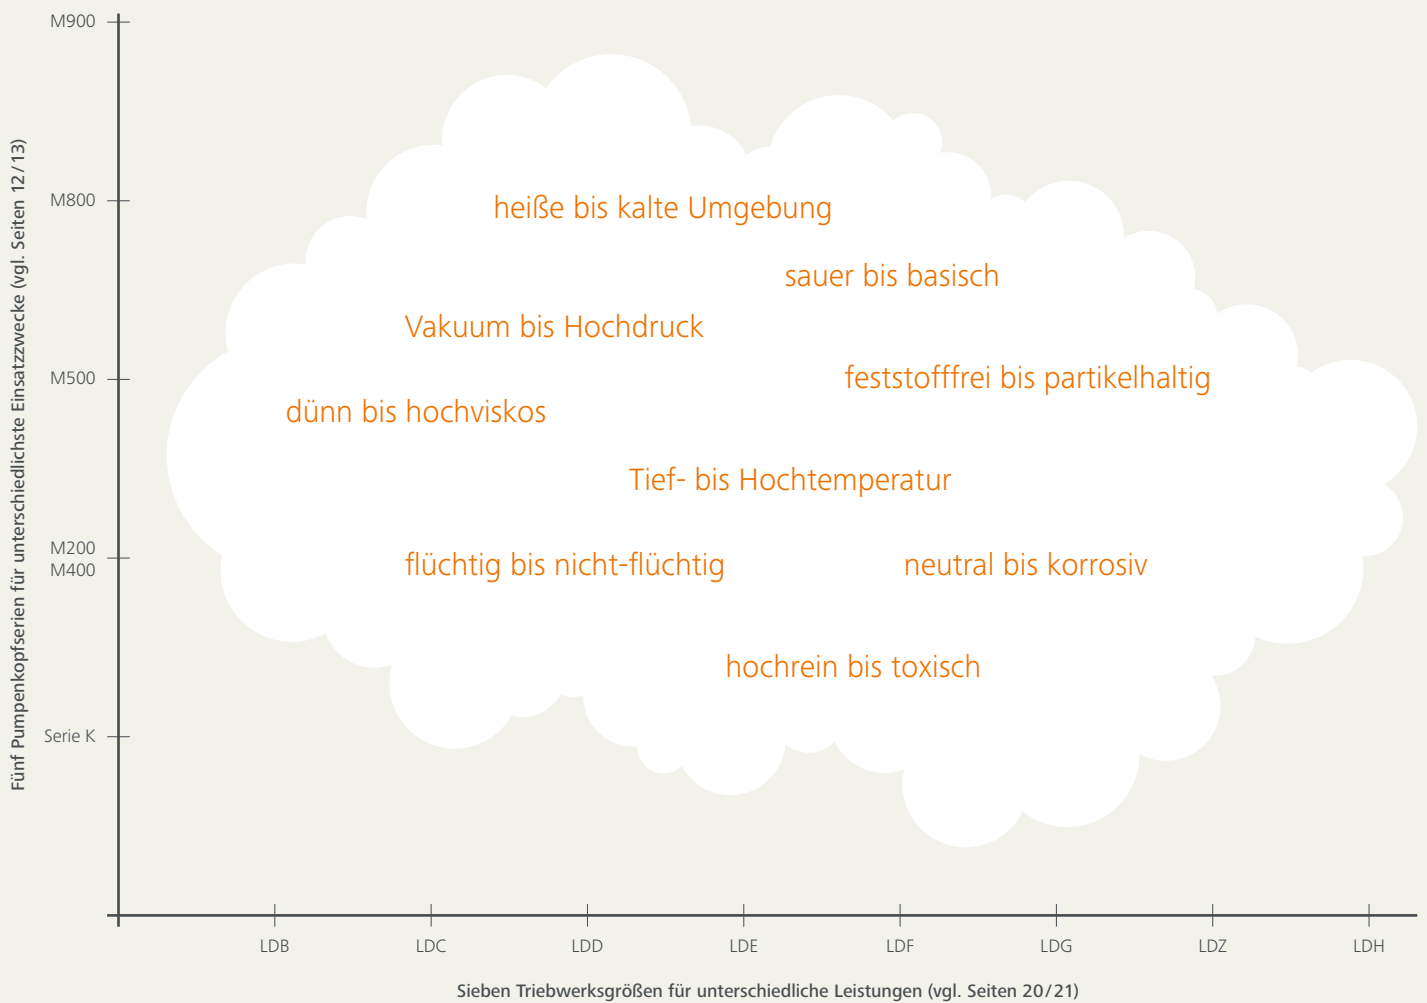 Fünf Pumpenkopfserien für unterschiedlichste Einsatzzwecke (vgl. Seiten 12/13)
M900
M800
M500
M200
M400
Serie K
heiße bis kalte Umgebung
sauer bis basisch
Vakuum bis Hochdruck
feststofffrei bis partikelhaltig
dünn bis hochviskos
Tief- bis Hochtemperatur
flüchtig bis nicht-flüchtig
neutral bis korrosiv
hochrein bis toxisch
LDB
LDC
LDD
LDE
LDF
LDG
LDZ
LDH
Sieben Triebwerksgrößen für unterschiedliche Leistungen (vgl. Seiten 20/21)